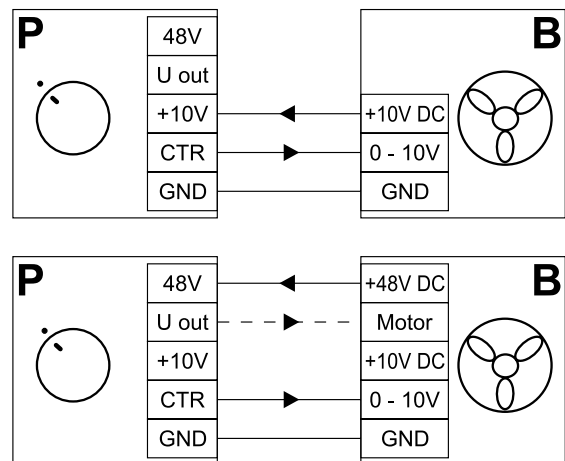 P
48V
U out
+10V
CTR
GND
B
+10V DC
0 - 10V
GND
P
48V
U out
+10V
CTR
GND
B
+48V DC
Motor
+10V DC
0 - 10V
GND